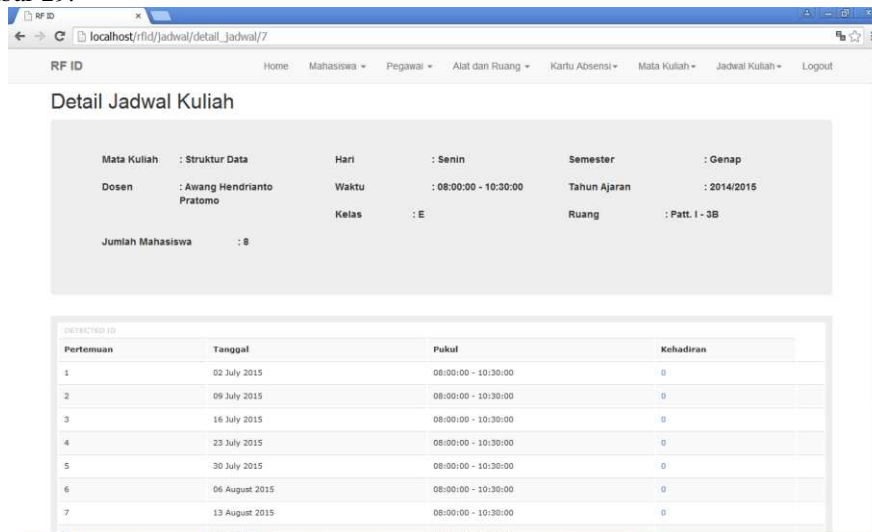 RF ID
localhost/rfid/jadwal/detail_jadwal/7
RF ID Home Mahasiswa Pegawai Alat dan Ruang Kartu Absensi Mata Kuliah Jadwal Kuliah Logout
Detail Jadwal Kuliah
Mata Kuliah : Struktur Data Hari : Senin Semester : Genap
Dosen : Awang Hendrianto Pratomo Waktu : 08:00:00 - 10:30:00 Tahun Ajaran : 2014/2015
Kelas : E Ruang : Patt. I - 3B
Jumlah Mahasiswa : 8
DETECTED ID
Pertemuan Tanggal Pukul Kehadiran
1 02 July 2015 08:00:00 - 10:30:00 0
2 09 July 2015 08:00:00 - 10:30:00 0
3 16 July 2015 08:00:00 - 10:30:00 0
4 23 July 2015 08:00:00 - 10:30:00 0
5 30 July 2015 08:00:00 - 10:30:00 0
6 06 August 2015 08:00:00 - 10:30:00 0
7 13 August 2015 08:00:00 - 10:30:00 0